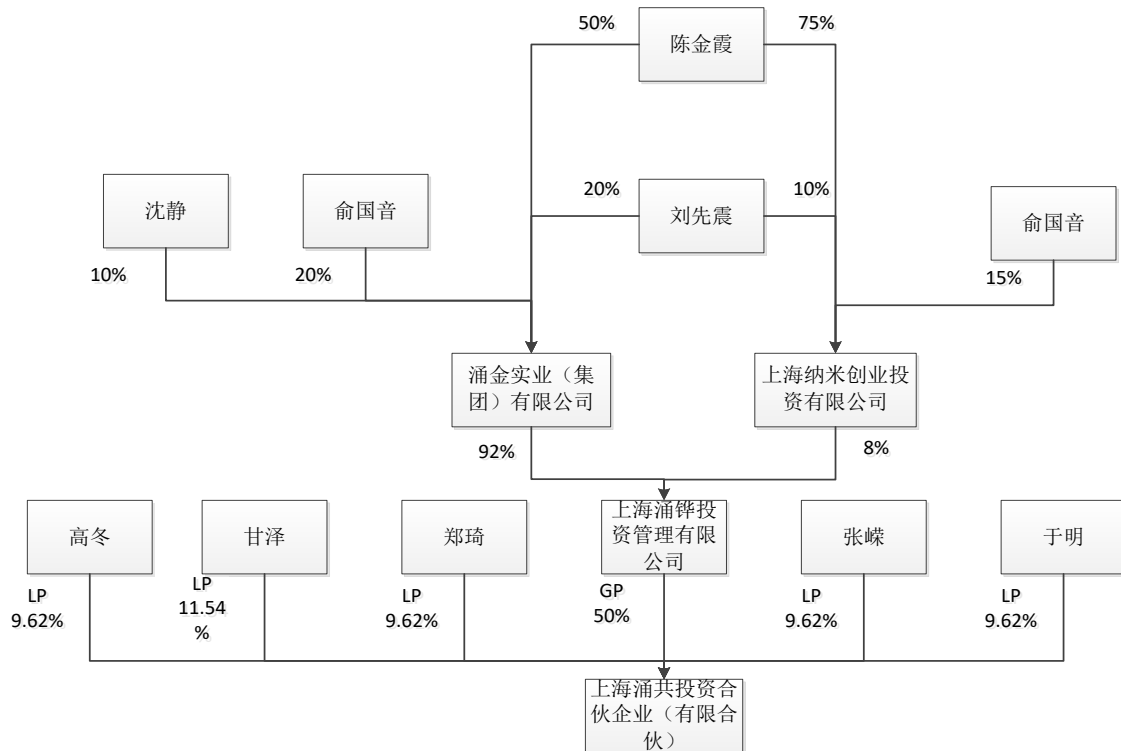 50%
陈金霞
75%
沈静
俞国音
20%
刘先震
10%
俞国音
10%
20%
15%
涌金实业（集
团）有限公司
上海纳米创业投
资有限公司
92%
8%
高冬
甘泽
郑琦
上海涌铧投
资管理有限
公司
张嵘
于明
LP
9.62%
LP
11.54
%
LP
9.62%
GP
50%
LP
9.62%
LP
9.62%
上海涌共投资合
伙企业（有限合
伙）